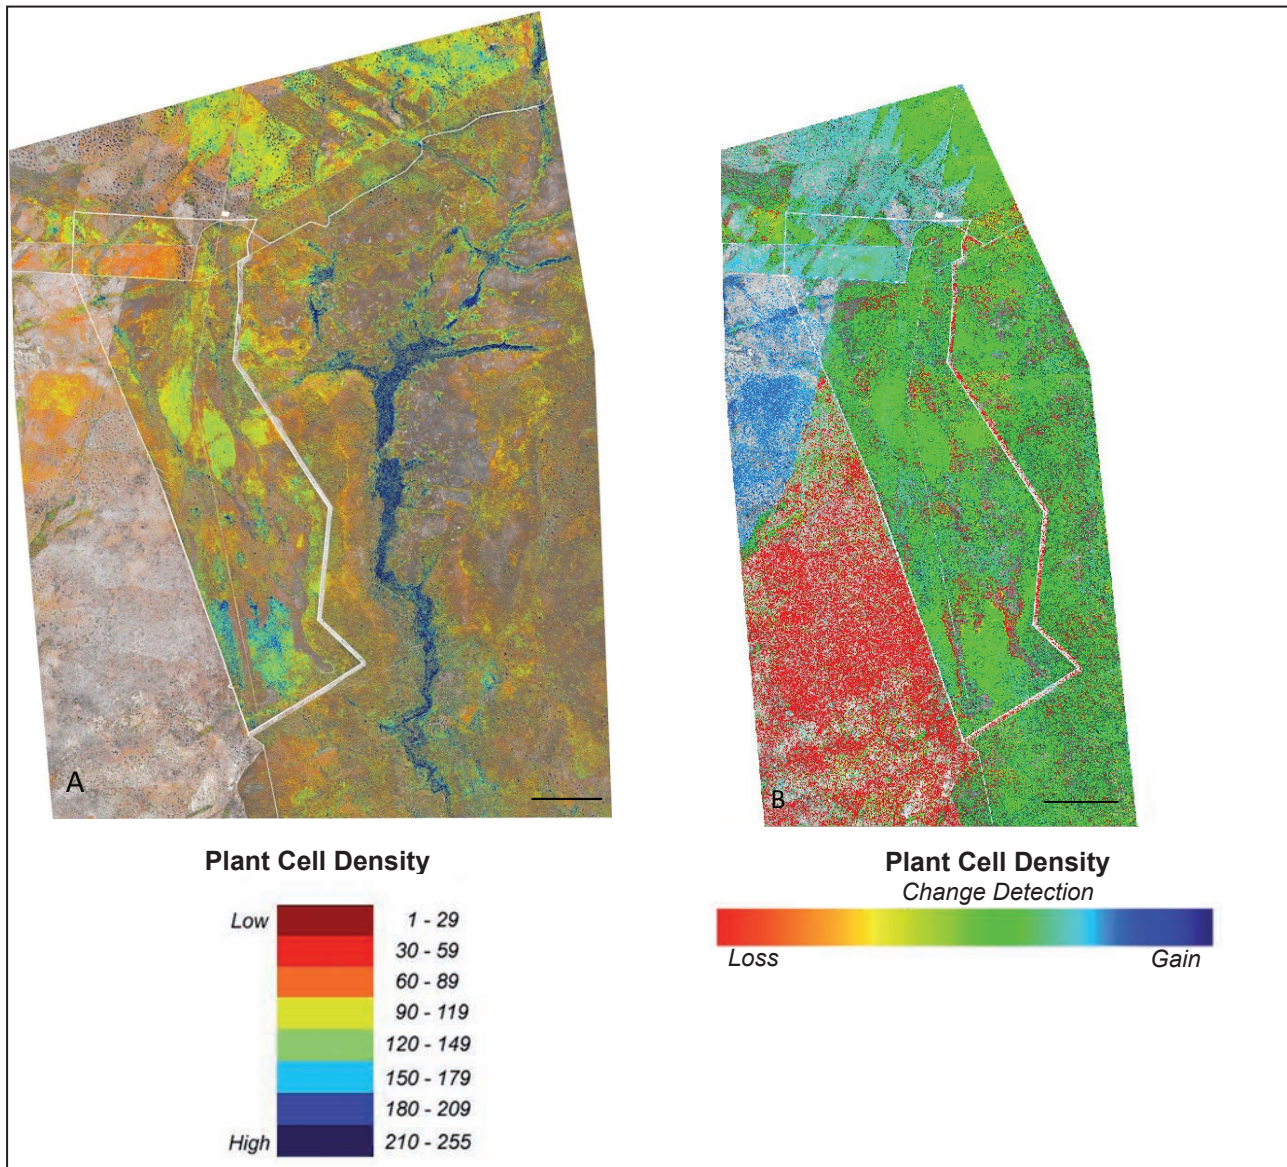 A
B
Plant Cell Density
Low 1 - 29
30 - 59
60 - 89
90 - 119
120 - 149
150 - 179
180 - 209
High 210 - 255
Plant Cell Density
Change Detection
Loss Gain